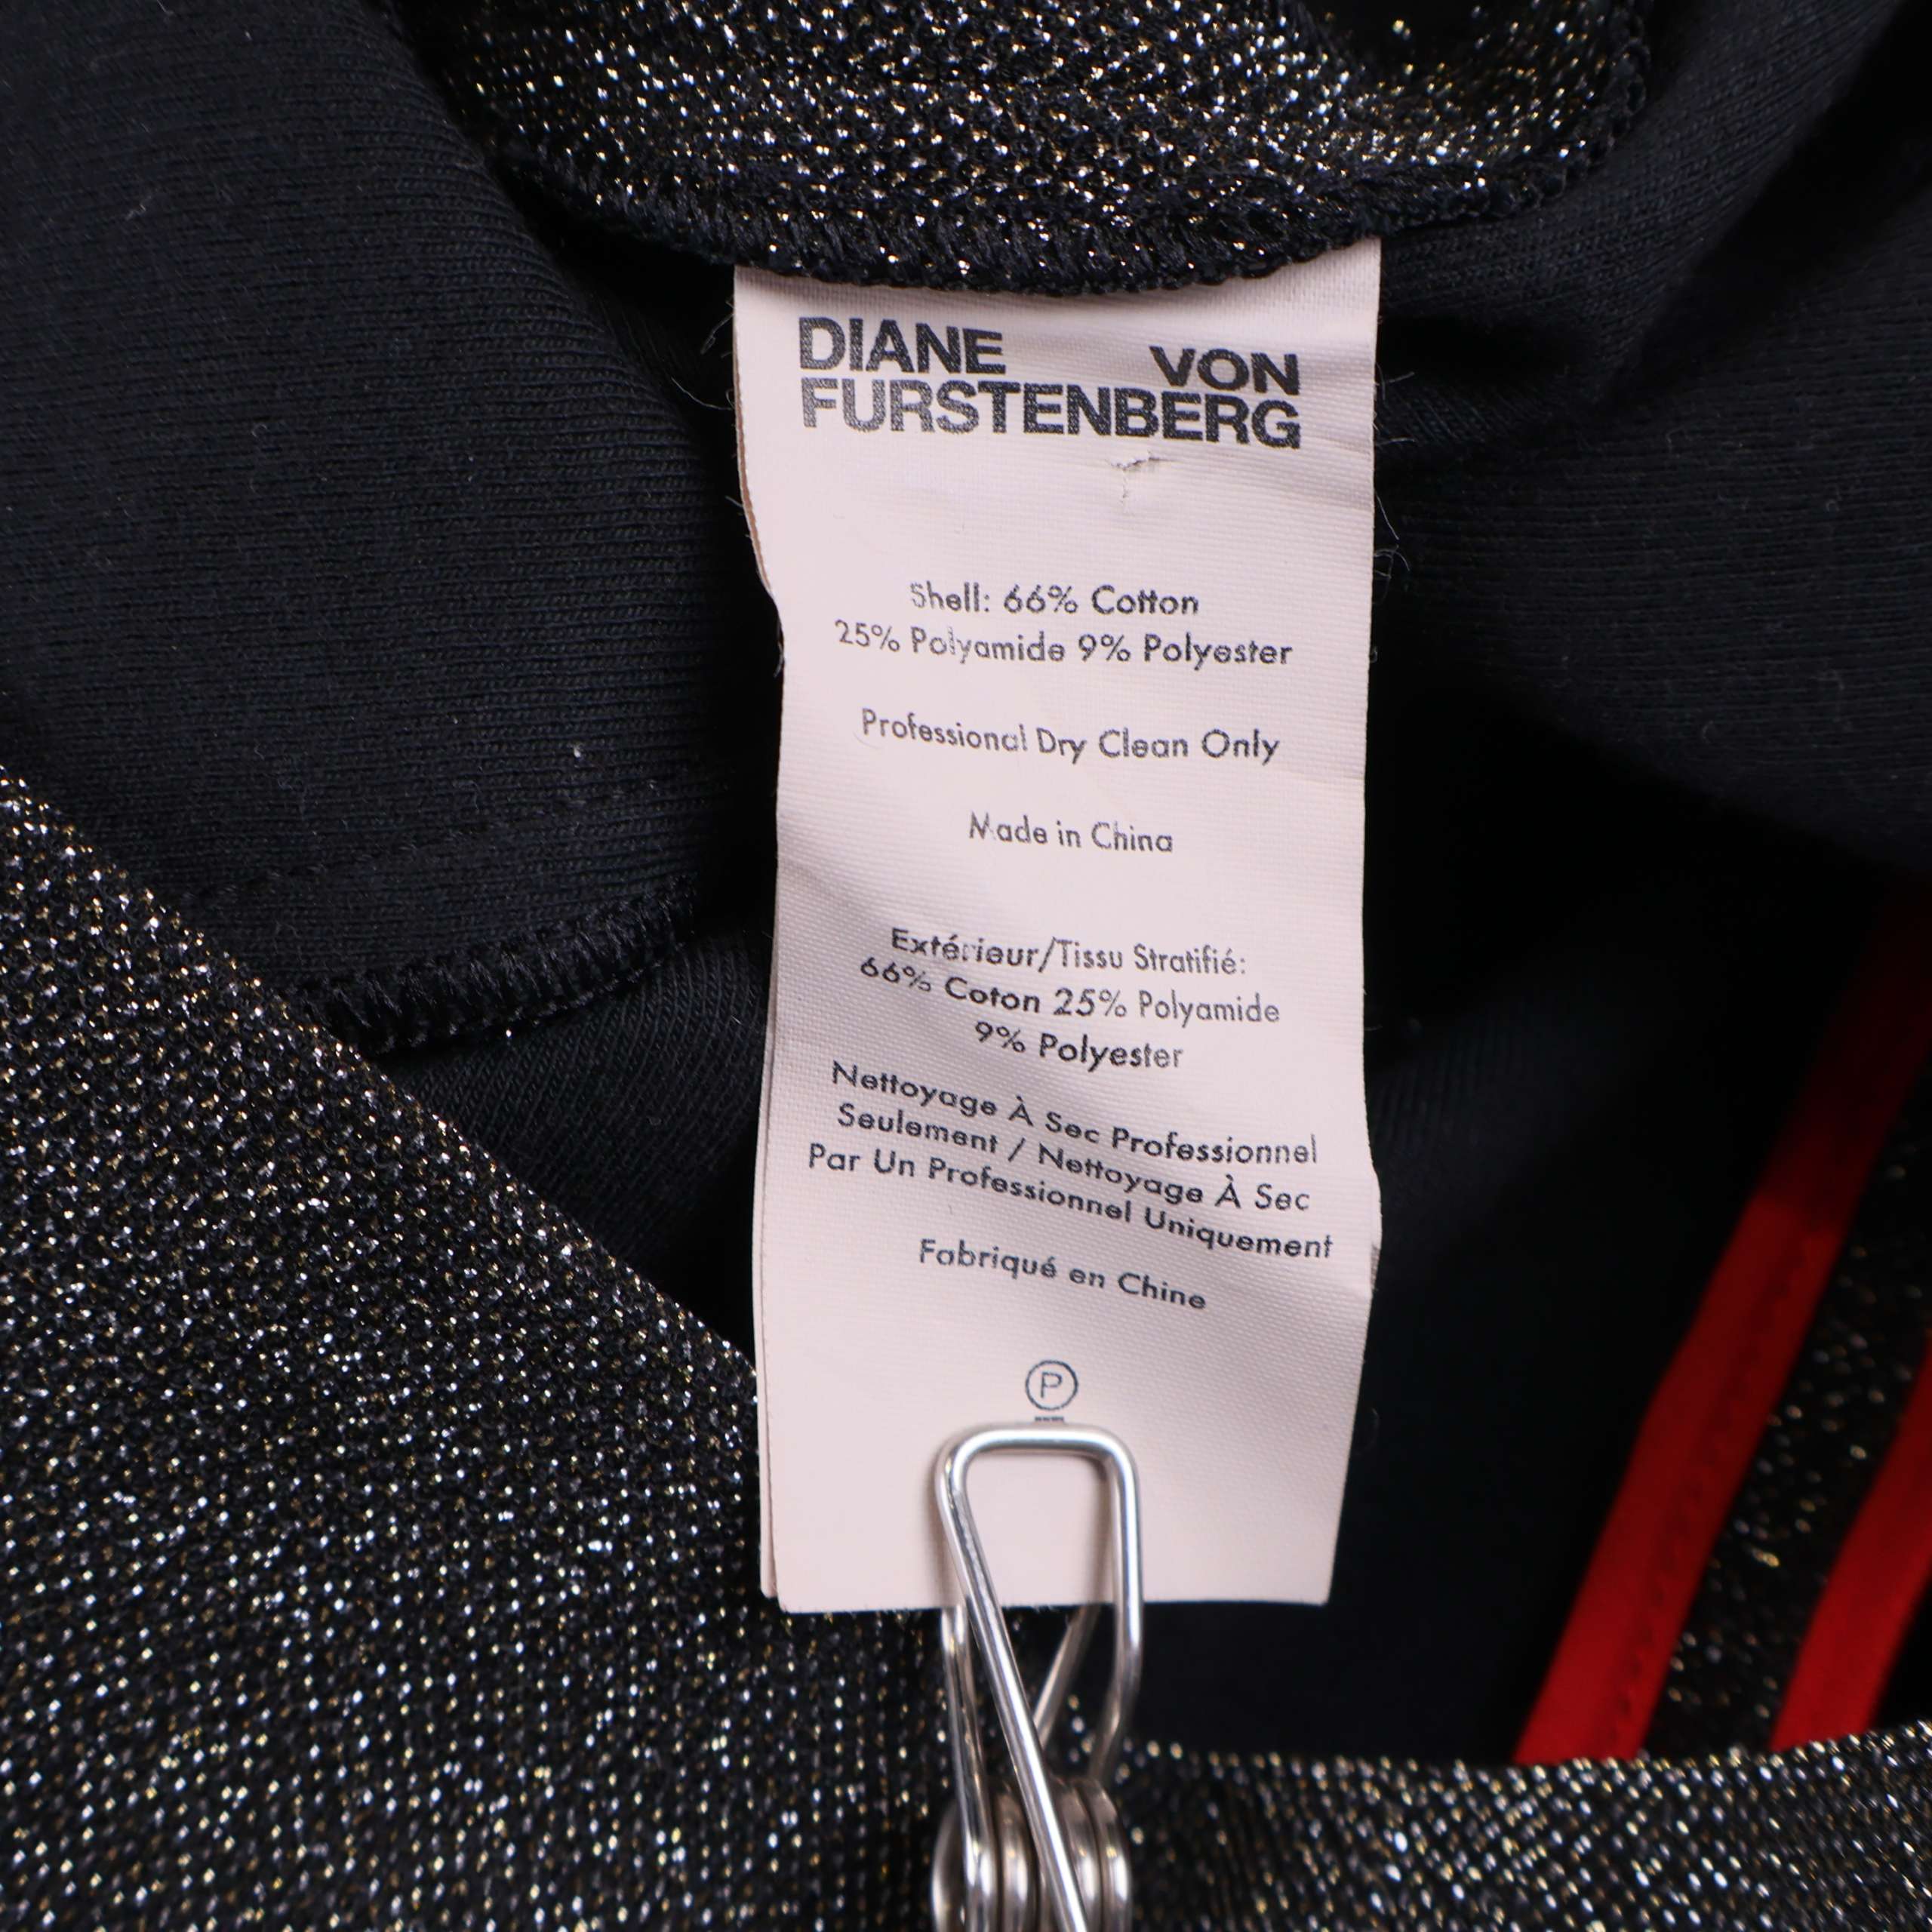 DIANE VON
FURSTENBERG
Shell: 66% Cotton
25% Polyamide 9% Polyester
Professional Dry Clean Only
Made in China
Extérieur/Tissu Stratifié:
66% Coton 25% Polyamide
9% Polyester
Nettoyage À Sec Professionnel
Seulement / Nettoyage À Sec
Par Un Professionnel Uniquement
Fabriqué en Chine
P